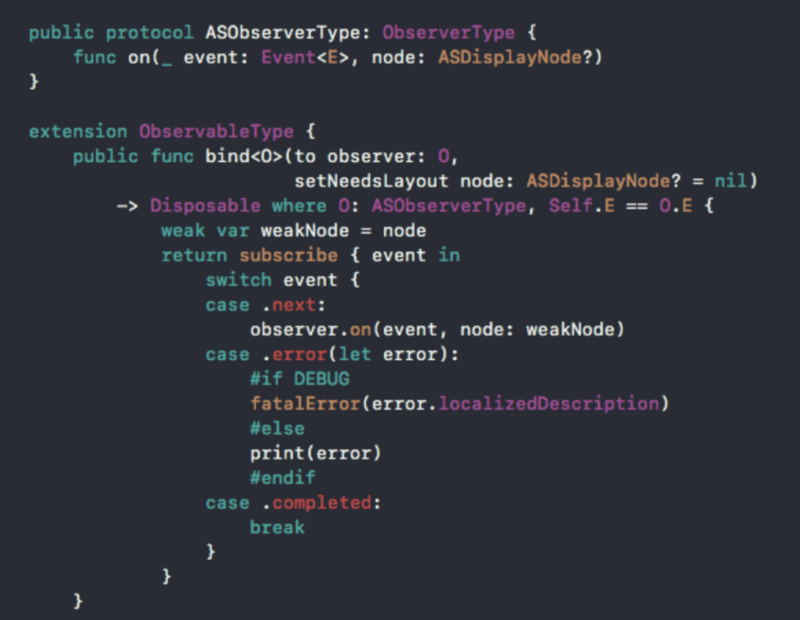 public protocol ASObserverType: ObserverType {
    func on(_ event: Event<E>, node: ASDisplayNode?)
}

extension ObservableType {
    public func bind<O>(to observer: O,
                        setNeedsLayout node: ASDisplayNode? = nil)
        -> Disposable where O: ASObserverType, Self.E == O.E {
            weak var weakNode = node
            return subscribe { event in
                switch event {
                case .next:
                    observer.on(event, node: weakNode)
                case .error(let error):
                    #if DEBUG
                    fatalError(error.localizedDescription)
                    #else
                    print(error)
                    #endif
                case .completed:
                    break
                }
            }
    }